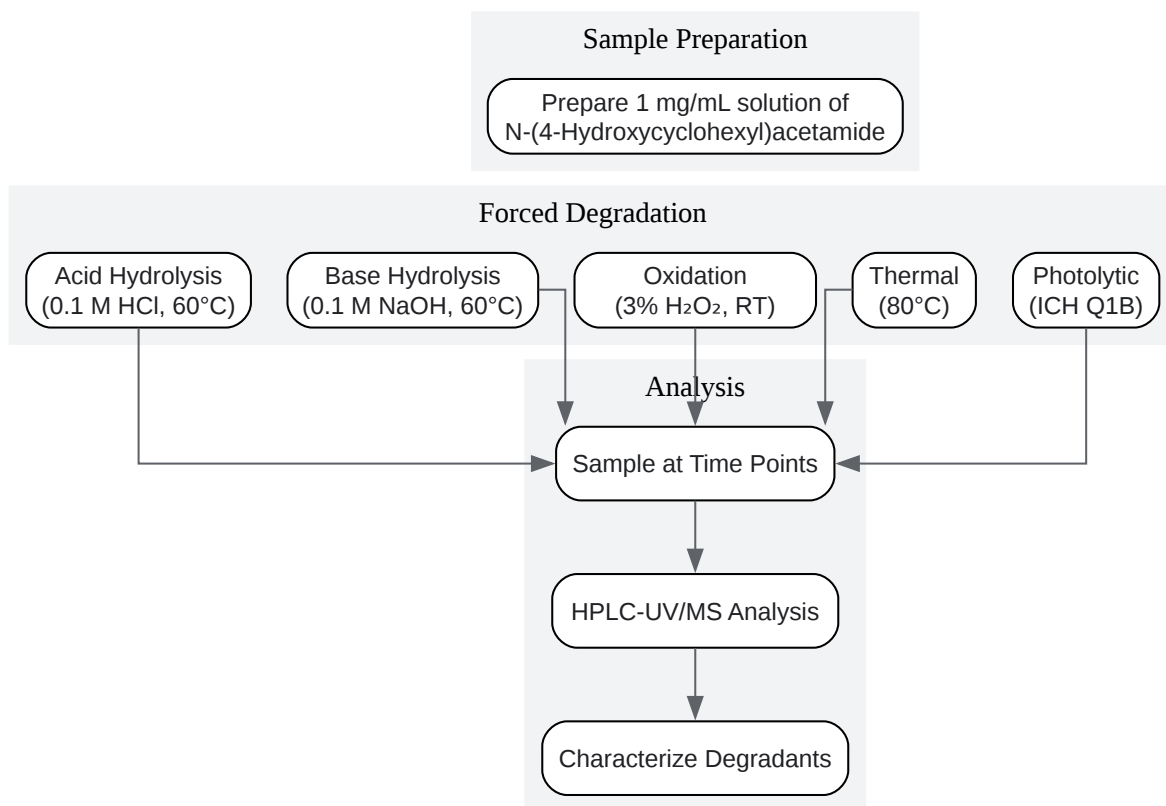 Sample Preparation
Prepare 1 mg/mL solution of
N-(4-Hydroxycyclohexyl)acetamide
Forced Degradation
Acid Hydrolysis
(0.1 M HCl, 60°C)
Base Hydrolysis
(0.1 M NaOH, 60°C)
Oxidation
(3% H₂O₂, RT)
Thermal
(80°C)
Photolytic
(ICH Q1B)
Analysis
Sample at Time Points
HPLC-UV/MS Analysis
Characterize Degradants